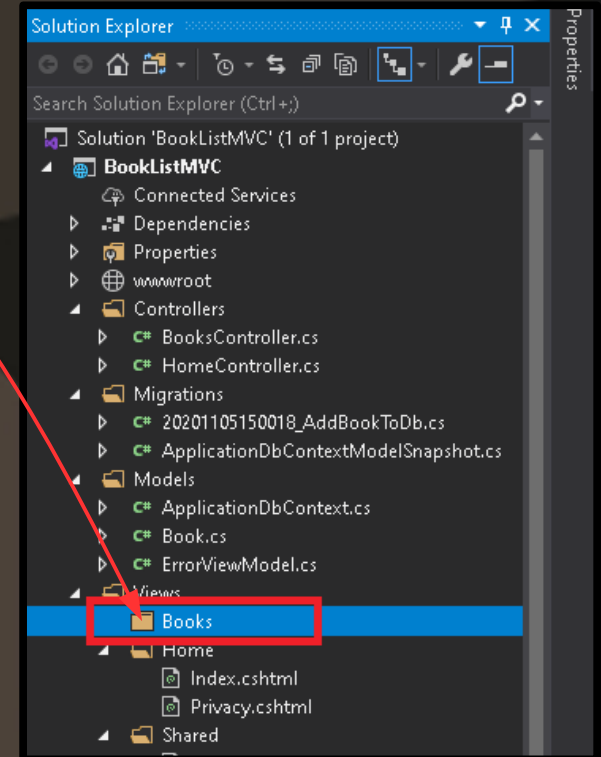 Solution Explorer
Properties
Search Solution Explorer (Ctrl+;)
Solution 'BookListMVC' (1 of 1 project)
BookListMVC
Connected Services
Dependencies
Properties
wwwroot
Controllers
C# BooksController.cs
C# HomeController.cs
Migrations
C# 20201105150018_AddBookToDb.cs
C# ApplicationDbContextModelSnapshot.cs
Models
C# ApplicationDbContext.cs
C# Book.cs
C# ErrorViewModel.cs
Views
Books
Home
Index.cshtml
Privacy.cshtml
Shared